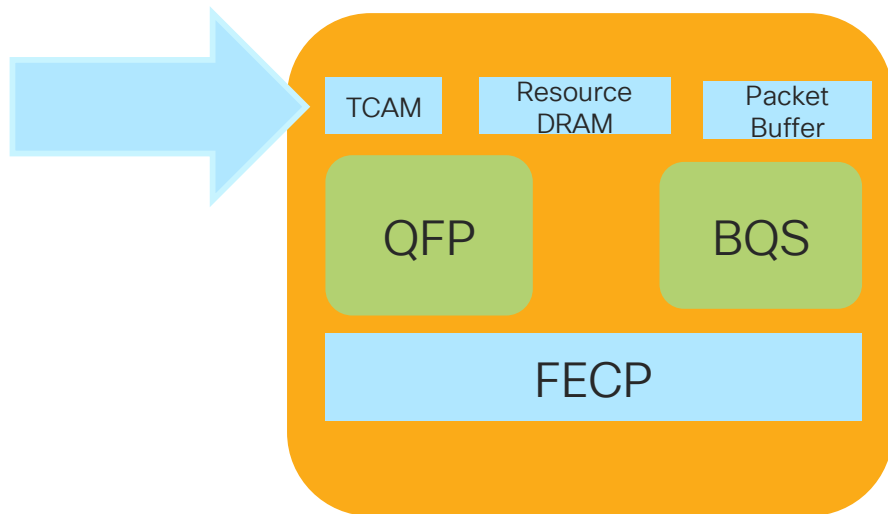 TCAM
Resource
DRAM
Packet
Buffer
QFP
BQS
FECP